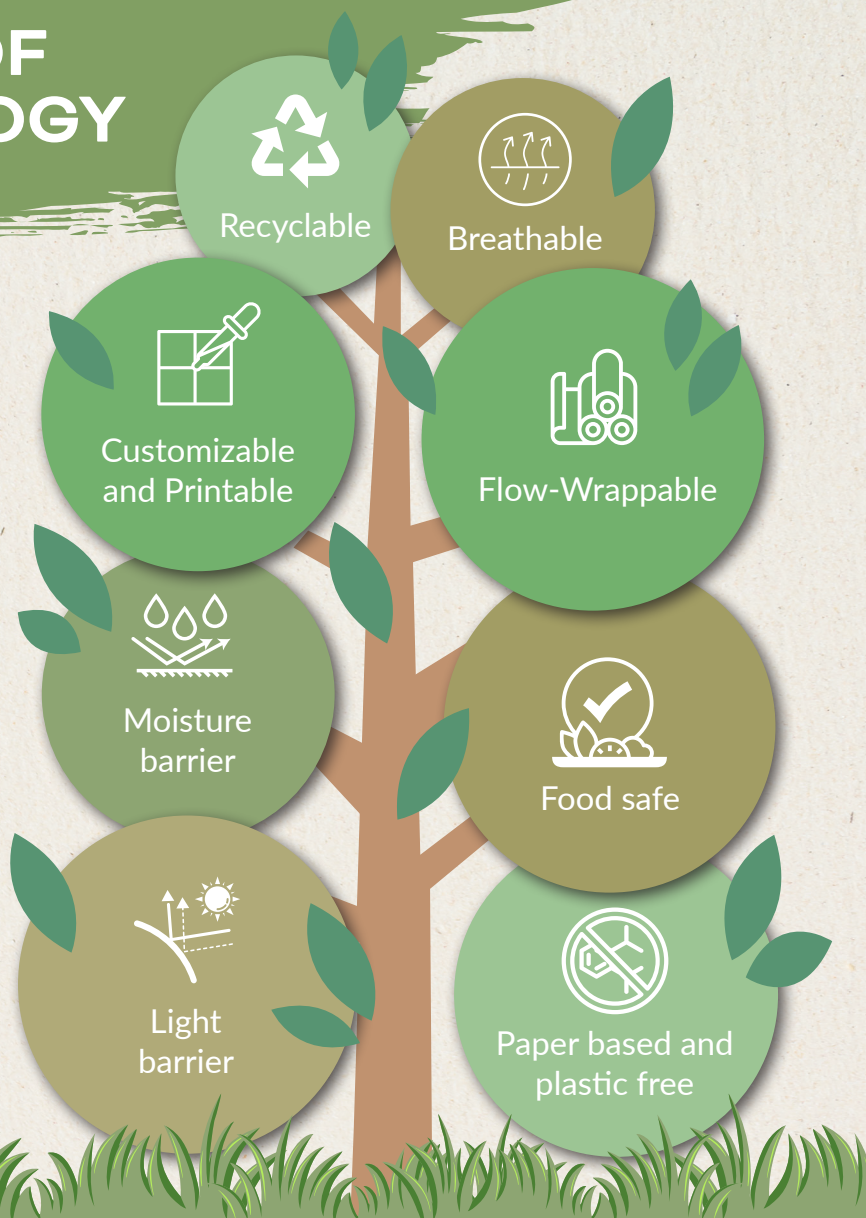 OF
OGY
Recyclable
Breathable
Customizable
and Printable
Flow-Wrappable
Moisture
barrier
Food safe
Light
barrier
Paper based and
plastic free